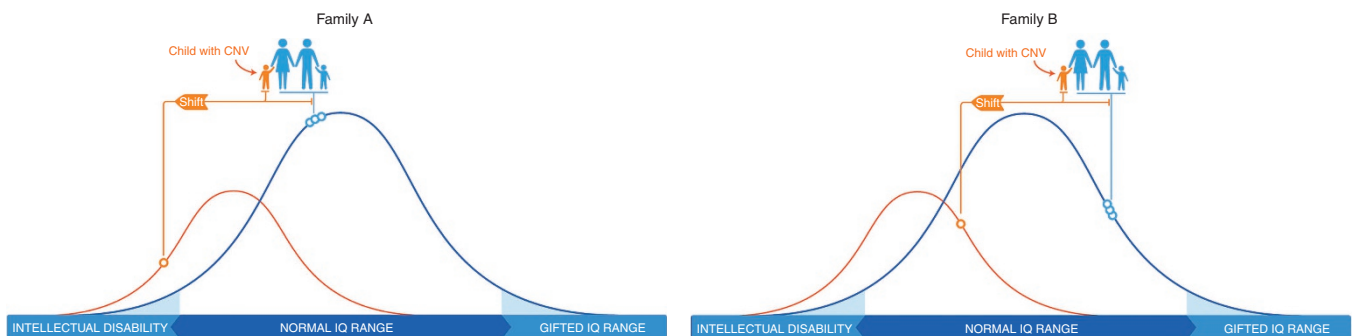 Family A
Child with CNV
Shift
INTELLECTUAL DISABILITY
NORMAL IQ RANGE
GIFTED IQ RANGE
Family B
Child with CNV
Shift
INTELLECTUAL DISABILITY
NORMAL IQ RANGE
GIFTED IQ RANGE